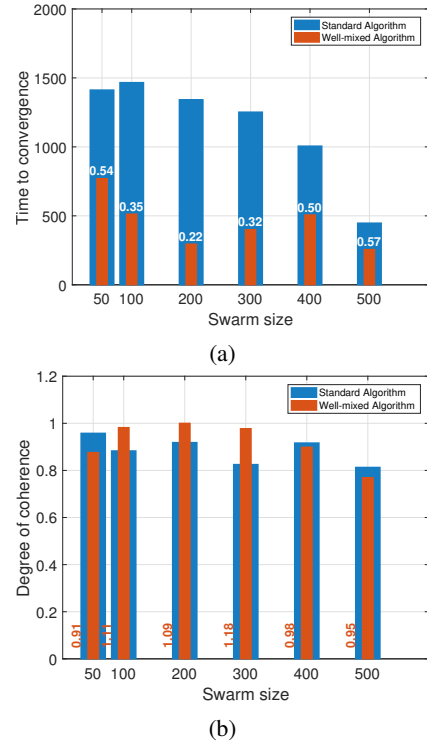 2000
1500
1000
500
0
Time to convergence
Standard Algorithm
Well-mixed Algorithm
0.54
0.35
0.22
0.32
0.50
0.57
50 100 200 300 400 500
Swarm size
(a)
1.2
1
0.8
0.6
0.4
0.2
0
Degree of coherence
Standard Algorithm
Well-mixed Algorithm
0.91
1.11
1.09
1.18
0.98
0.95
50 100 200 300 400 500
Swarm size
(b)